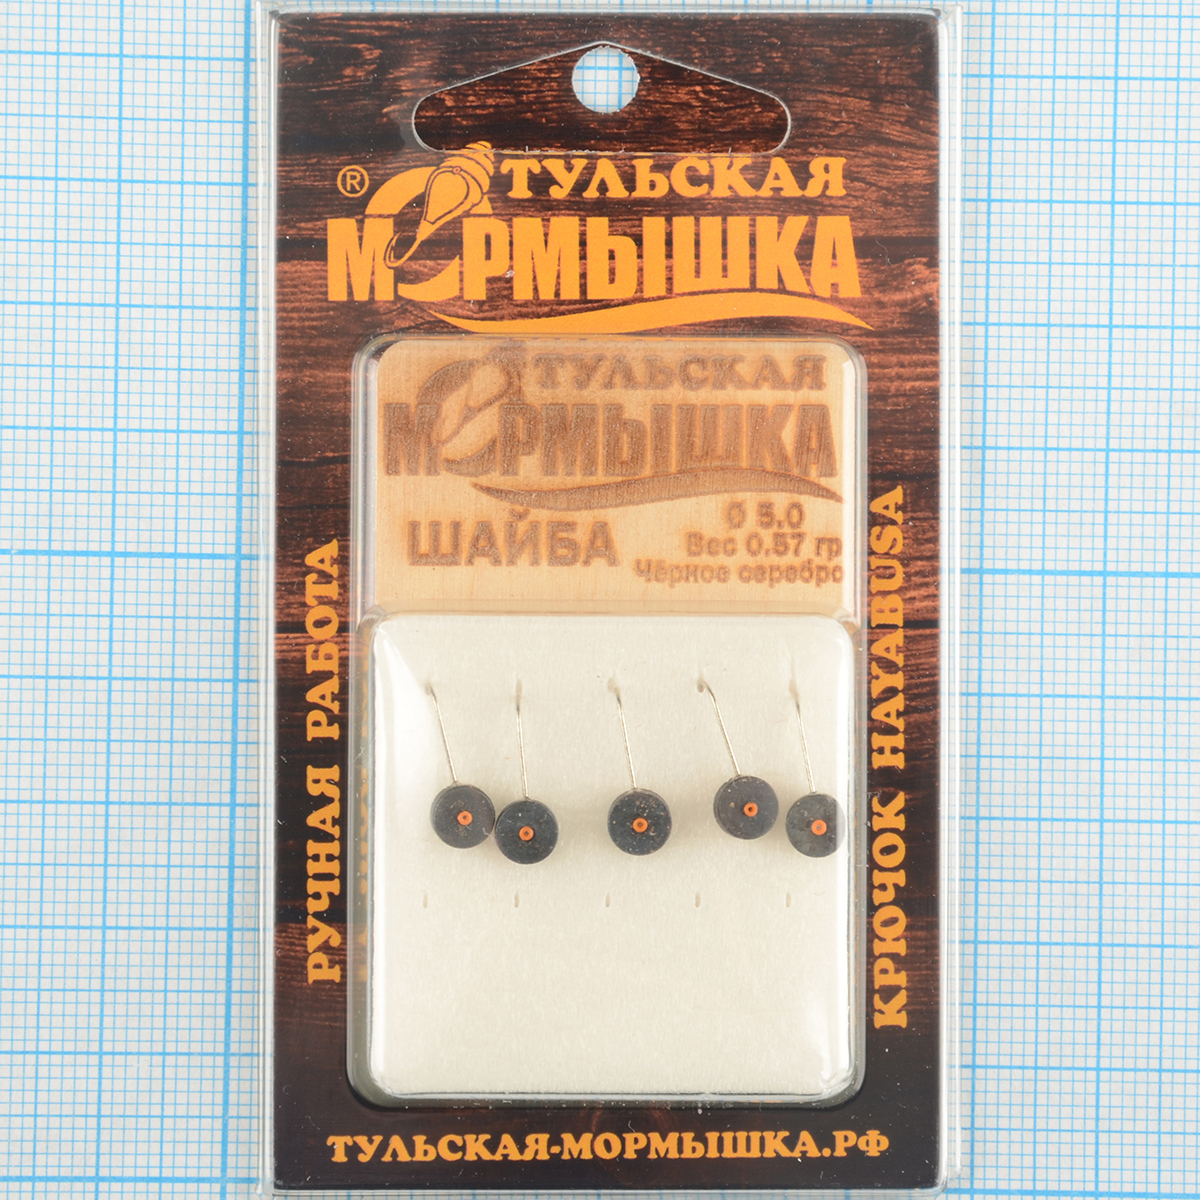 ®
ТУЛЬСКАЯ
МОРМЫШКА
ТУЛЬСКАЯ
МОРМЫШКА
ШАЙБА
Ø 5.0
Вес 0,57 гр
Чёрное серебро
РУЧНАЯ РАБОТА
КРЮЧОК HAYABUSA
ТУЛЬСКАЯ-МОРМЫШКА.РФ